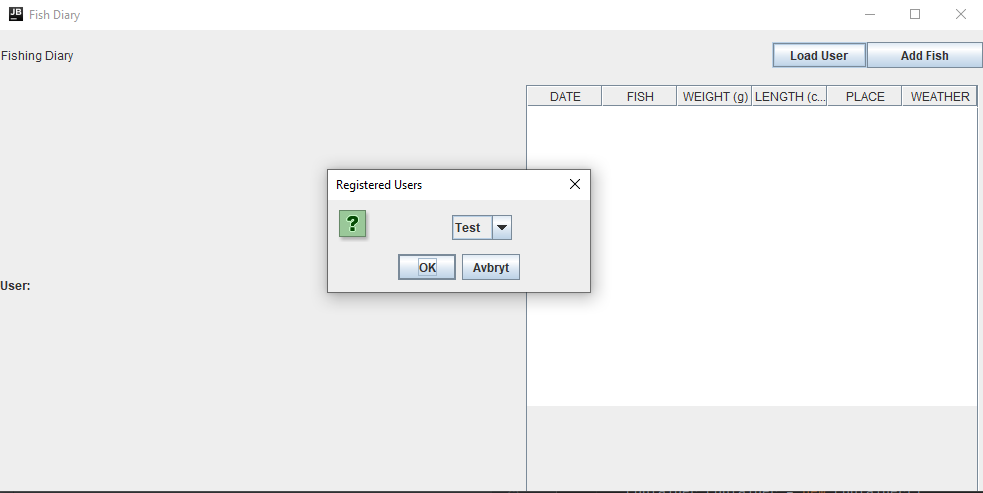 JB Fish Diary
Fishing Diary
Load User Add Fish
DATE FISH WEIGHT (g) LENGTH (c... PLACE WEATHER
Registered Users
?
Test
OK Avbryt
User: